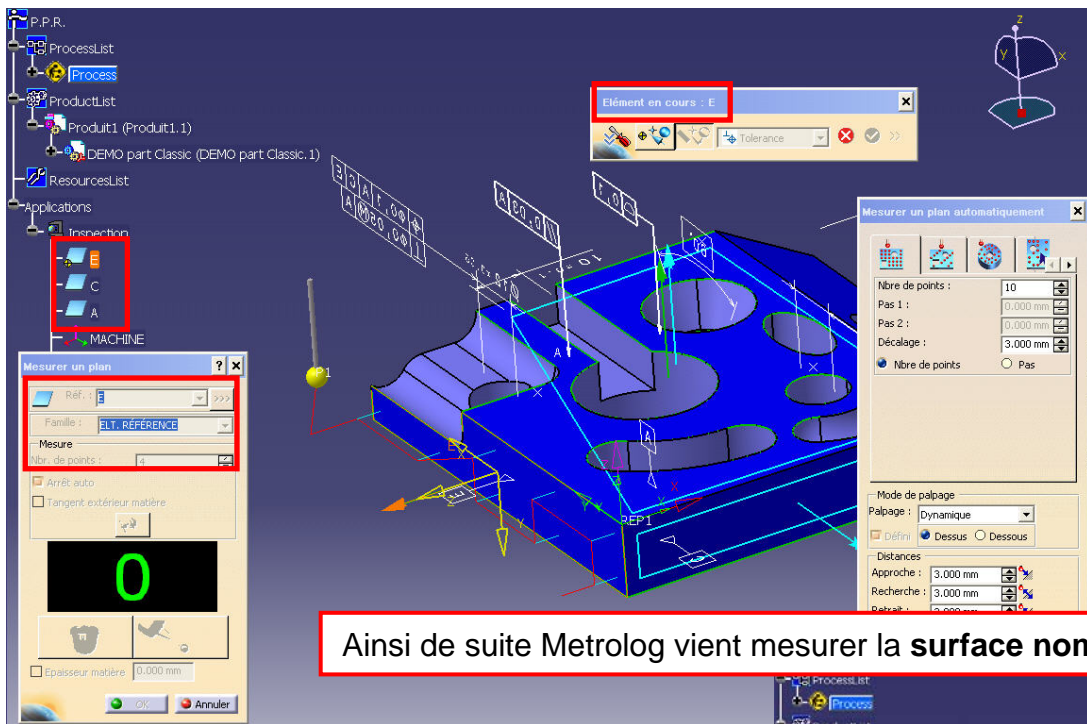 P.P.R.
ProcessList
Process
ProductList
Produit1 (Produit1.1)
DEMO part Classic (DEMO part Classic.1)
ResourcesList
Applications
Inspection
E
C
A
MACHINE
z
y
x
Elément en cours : E
Tolerance
Mesurer un plan automatiquement
Nbre de points :
10
Pas 1 :
0.000 mm
Pas 2 :
0.000 mm
Décalage :
3.000 mm
Nbre de points
Pas
Mode de palpage
Palpage :
Dynamique
Défini
Dessus
Dessous
Distances
Approche :
3.000 mm
Recherche :
3.000 mm
Retrait :
3.000 mm
Mesurer un plan
Réf. :
E
>>>
Famille :
ELT. RÉFÉRENCE
Mesure
Nbr. de points :
4
Arrêt auto
Tangent extérieur matière
0
Epaisseur matière
0.000 mm
OK
Annuler
P1
A
A
E
Y
X
REP1
Ainsi de suite Metrolog vient mesurer la surface nom
ProcessList
Process